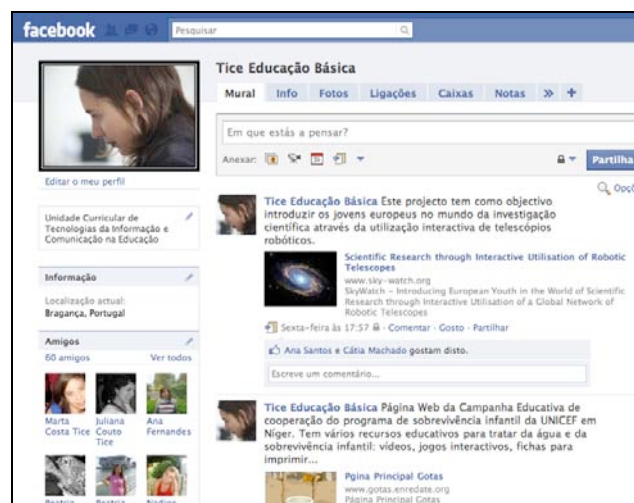 facebook
Pesquisar
Tice Educação Básica
Mural Info Fotos Ligações Caixas Notas » +
Em que estás a pensar?
Anexar:
Partilha
Opç
Editar o meu perfil
Unidade Curricular de
Tecnologias da Informação e
Comunicação na Educação
Informação
Localização actual:
Bragança, Portugal
Amigos
60 amigos Ver todos
Marta
Costa Tice
Juliana
Couto
Tice
Ana
Fernandes
Beatriz Beatriz Nadine
Tice Educação Básica Este projecto tem como objectivo
introduzir os jovens europeus no mundo da investigação
científica através da utilização interactiva de telescópios
robóticos.
Scientific Research through Interactive Utilisation of Robotic
Telescopes
www.sky-watch.org
SkyWatch - Introducing European Youth in the World of Scientific
Research through Interactive Utilisation of a Global Network of
Robotic Telescopes
Sexta-feira às 17:57 · Comentar · Gosto · Partilhar
Ana Santos e Cátia Machado gostam disto.
Escreve um comentário...
Tice Educação Básica Página Web da Campanha Educativa de
cooperação do programa de sobrevivência infantil da UNICEF em
Níger. Tem vários recursos educativos para tratar da água e da
sobrevivência infantil: vídeos, jogos interactivos, fichas para
imprimir...
Pgina Principal Gotas
www.gotas.enredate.org
Página Principal Gotas